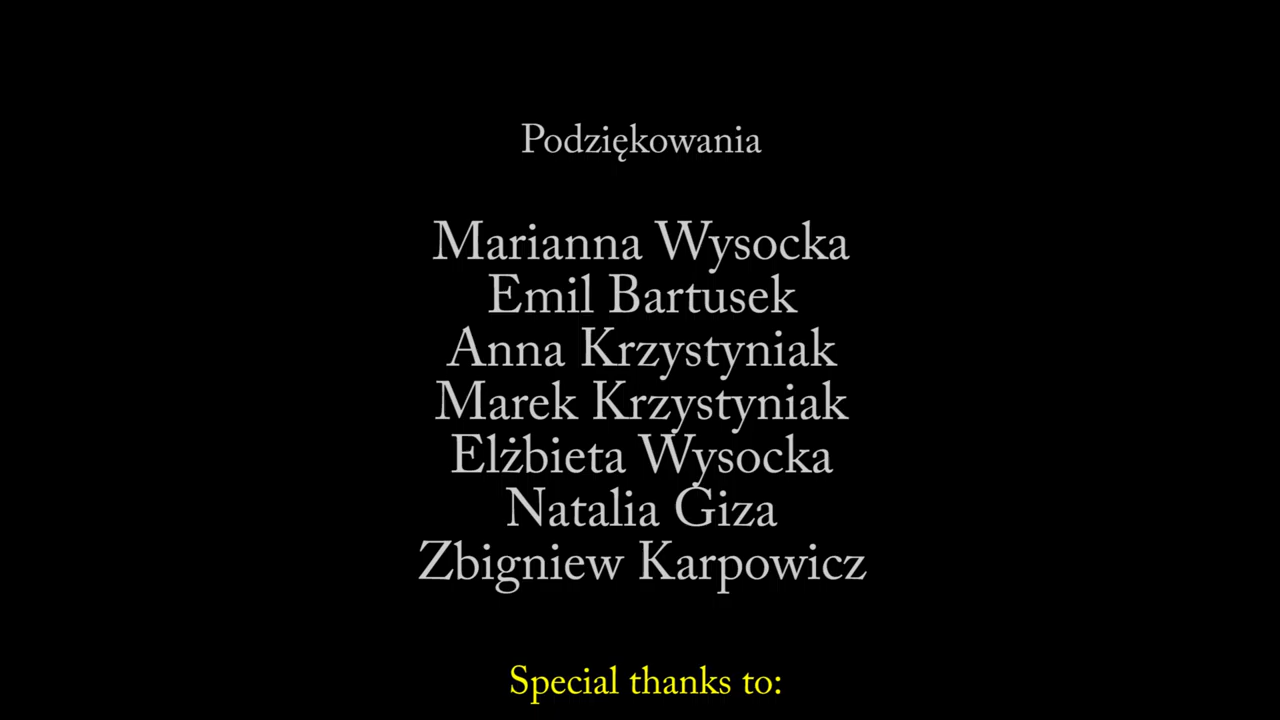 Podziękowania
Marianna Wysocka
Emil Bartusek
Anna Krzystyniak
Marek Krzystyniak
Elżbieta Wysocka
Natalia Giza
Zbigniew Karpowicz
Special thanks to: